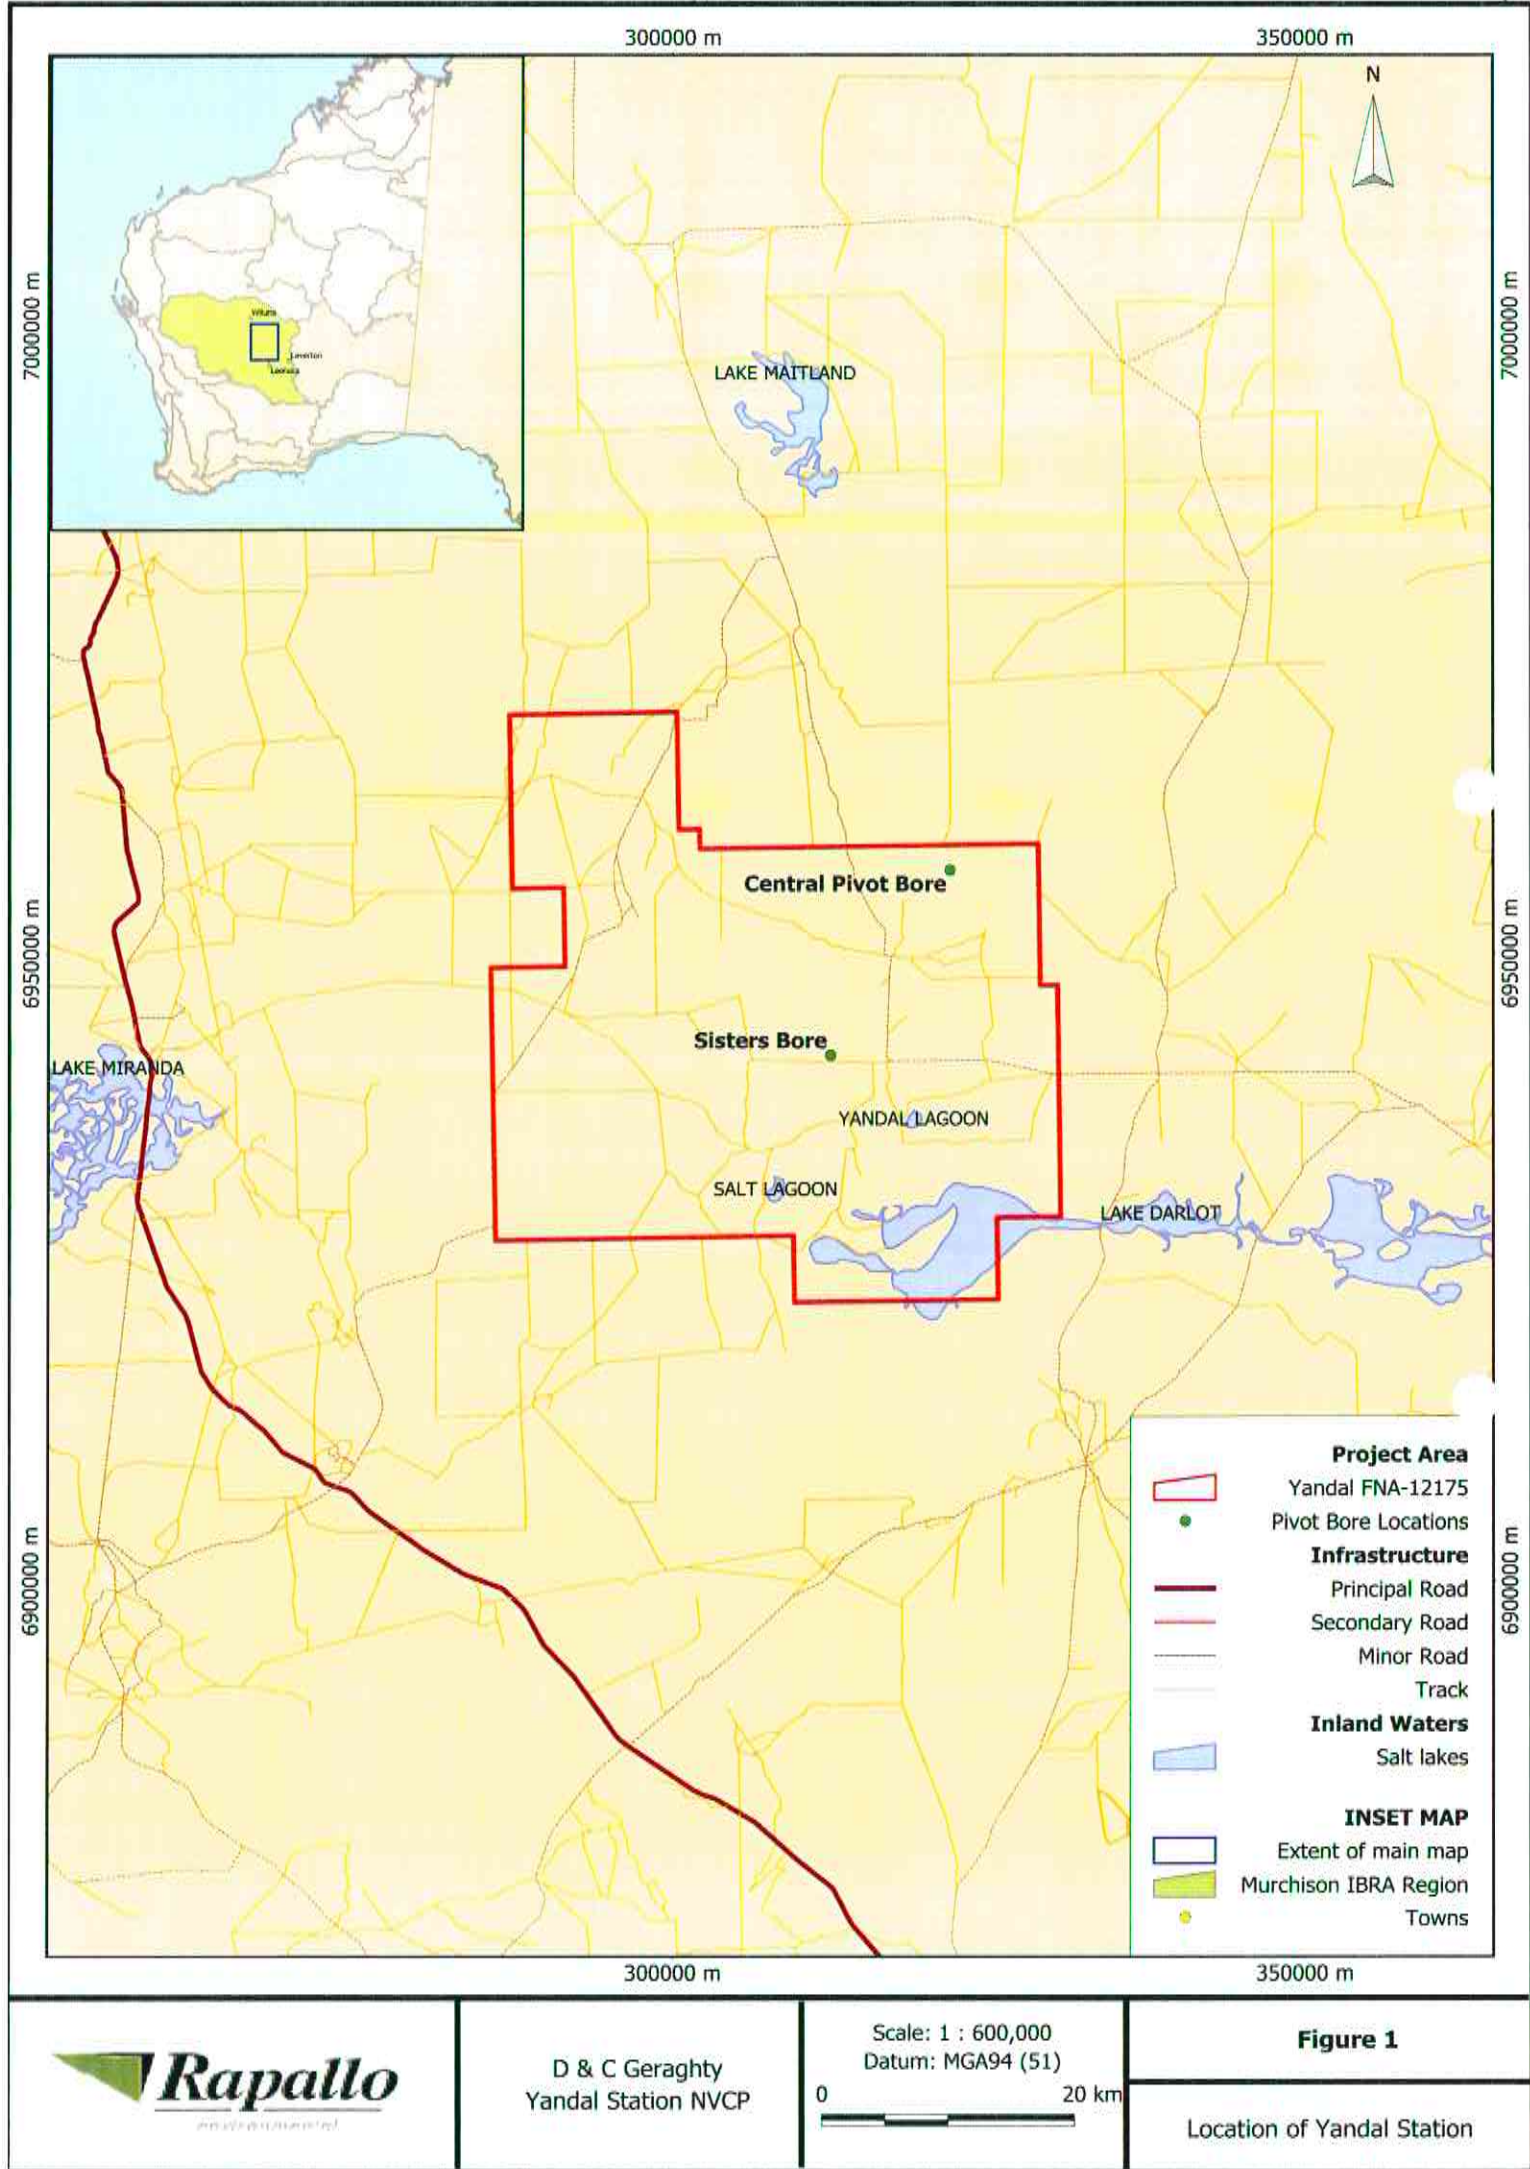 300000 m
350000 m
N
7000000 m
7000000 m
Wiluna
Laverton
Leonora
LAKE MAITLAND
Central Pivot Bore
6950000 m
6950000 m
Sisters Bore
LAKE MIRANDA
YANDAL LAGOON
SALT LAGOON
LAKE DARLOT
6900000 m
6900000 m
Project Area
Yandal FNA-12175
Pivot Bore Locations
Infrastructure
Principal Road
Secondary Road
Minor Road
Track
Inland Waters
Salt lakes
INSET MAP
Extent of main map
Murchison IBRA Region
Towns
300000 m
350000 m
Rapallo
environmental
D & C Geraghty
Yandal Station NVCP
Scale: 1 : 600,000
Datum: MGA94 (51)
0 20 km
Figure 1
Location of Yandal Station